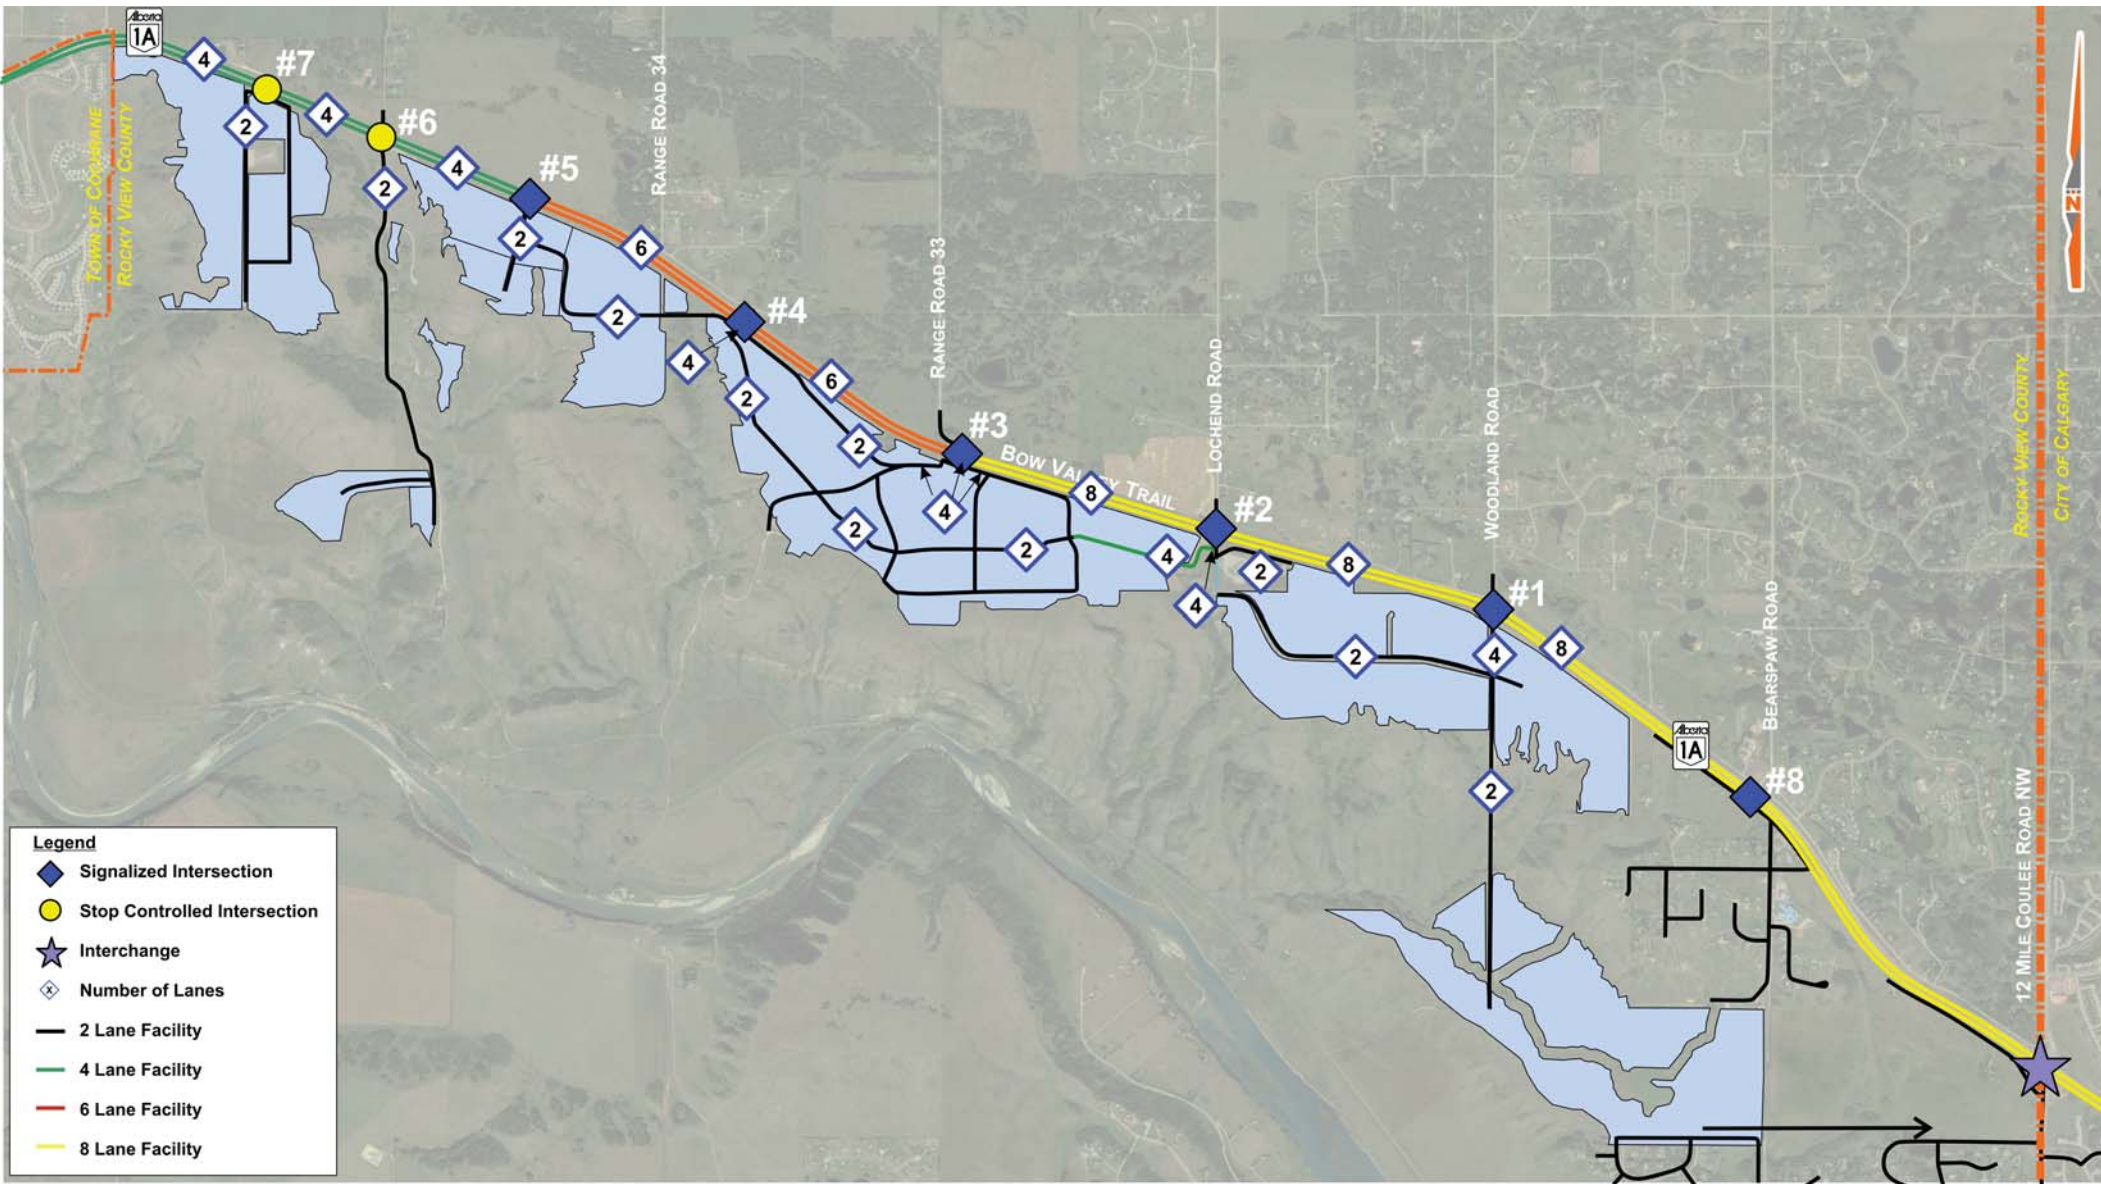 Alberta
1A
4
#7
4
2
#6
2
4
#5
2
6
2
#4
4
2
6
2
#3
4
2
2
8
4
#2
4
2
8
#1
4
2
8
2
Alberta
1A
#8
TOWN OF COCHRANE
ROCKY VIEW COUNTY
RANGE ROAD 34
RANGE ROAD 33
BOW VALLEY TRAIL
LOCHEND ROAD
WOODLAND ROAD
BEARSPAW ROAD
ROCKY VIEW COUNTY
CITY OF CALGARY
12 MILE COULEE ROAD NW
N
Legend
Signalized Intersection
Stop Controlled Intersection
Interchange
x Number of Lanes
2 Lane Facility
4 Lane Facility
6 Lane Facility
8 Lane Facility